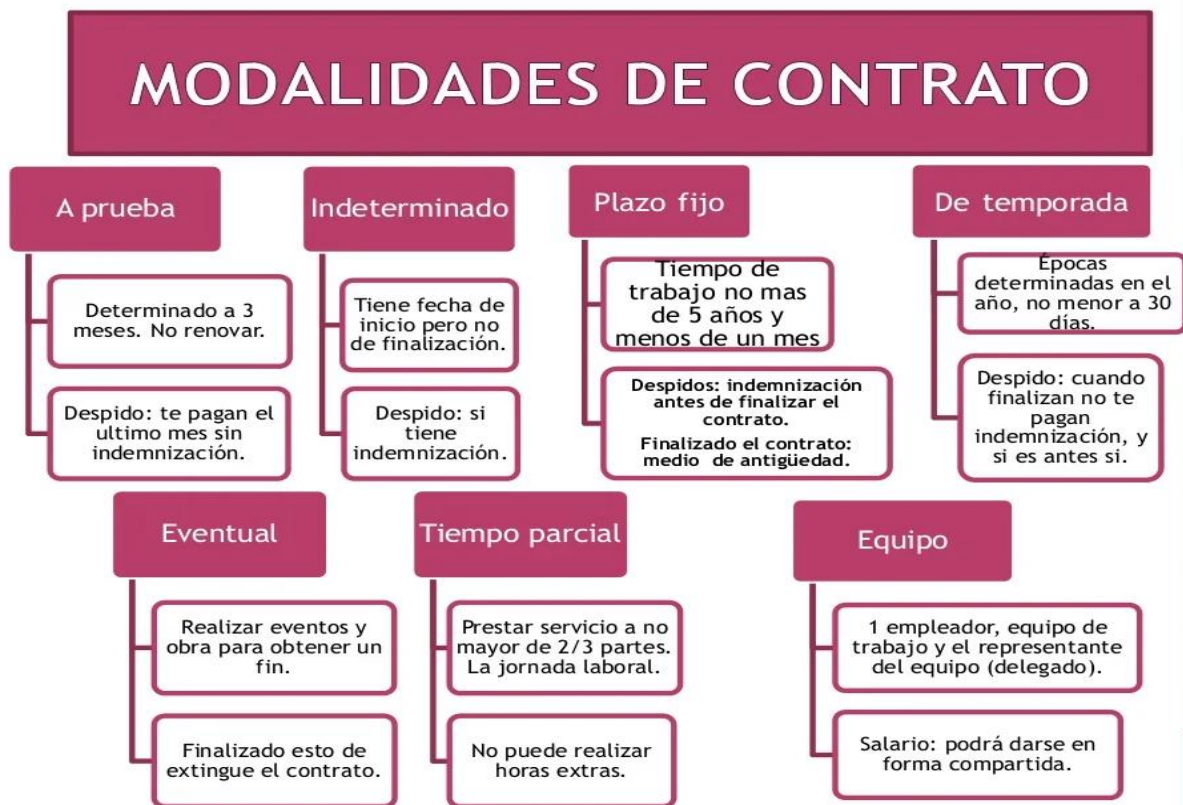 MODALIDADES DE CONTRATO
A prueba
Determinado a 3
meses. No renovar.
Despido: te pagan el
ultimo mes sin
indemnización.
Indeterminado
Tiene fecha de
inicio pero no
de finalización.
Despido: si
tiene
indemnización.
Plazo fijo
Tiempo de
trabajo no mas
de 5 años y
menos de un mes
Despidos: indemnización
antes de finalizar el
contrato.
Finalizado el contrato:
medio de antigüedad.
De temporada
Épocas
determinadas en el
año, no menor a 30
días.
Despido: cuando
finalizan no te
pagan
indemnización, y
si es antes si.
Eventual
Realizar eventos y
obra para obtener un
fin.
Finalizado esto de
extingue el contrato.
Tiempo parcial
Prestar servicio a no
mayor de 2/3 partes.
La jornada laboral.
No puede realizar
horas extras.
Equipo
1 empleador, equipo de
trabajo y el representante
del equipo (delegado).
Salario: podrá darse en
forma compartida.